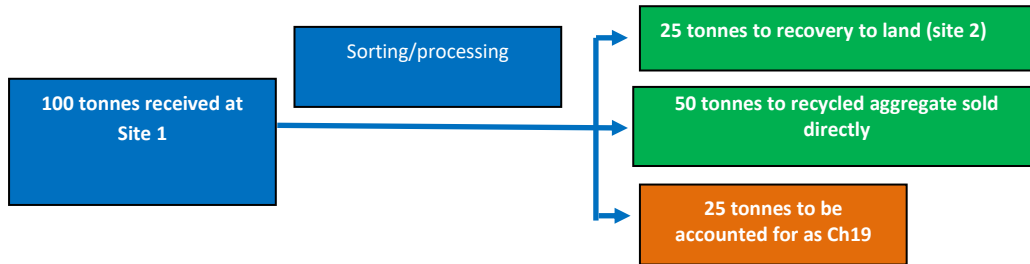 100 tonnes received at
Site 1
Sorting/processing
25 tonnes to recovery to land (site 2)
50 tonnes to recycled aggregate sold
directly
25 tonnes to be
accounted for as Ch19